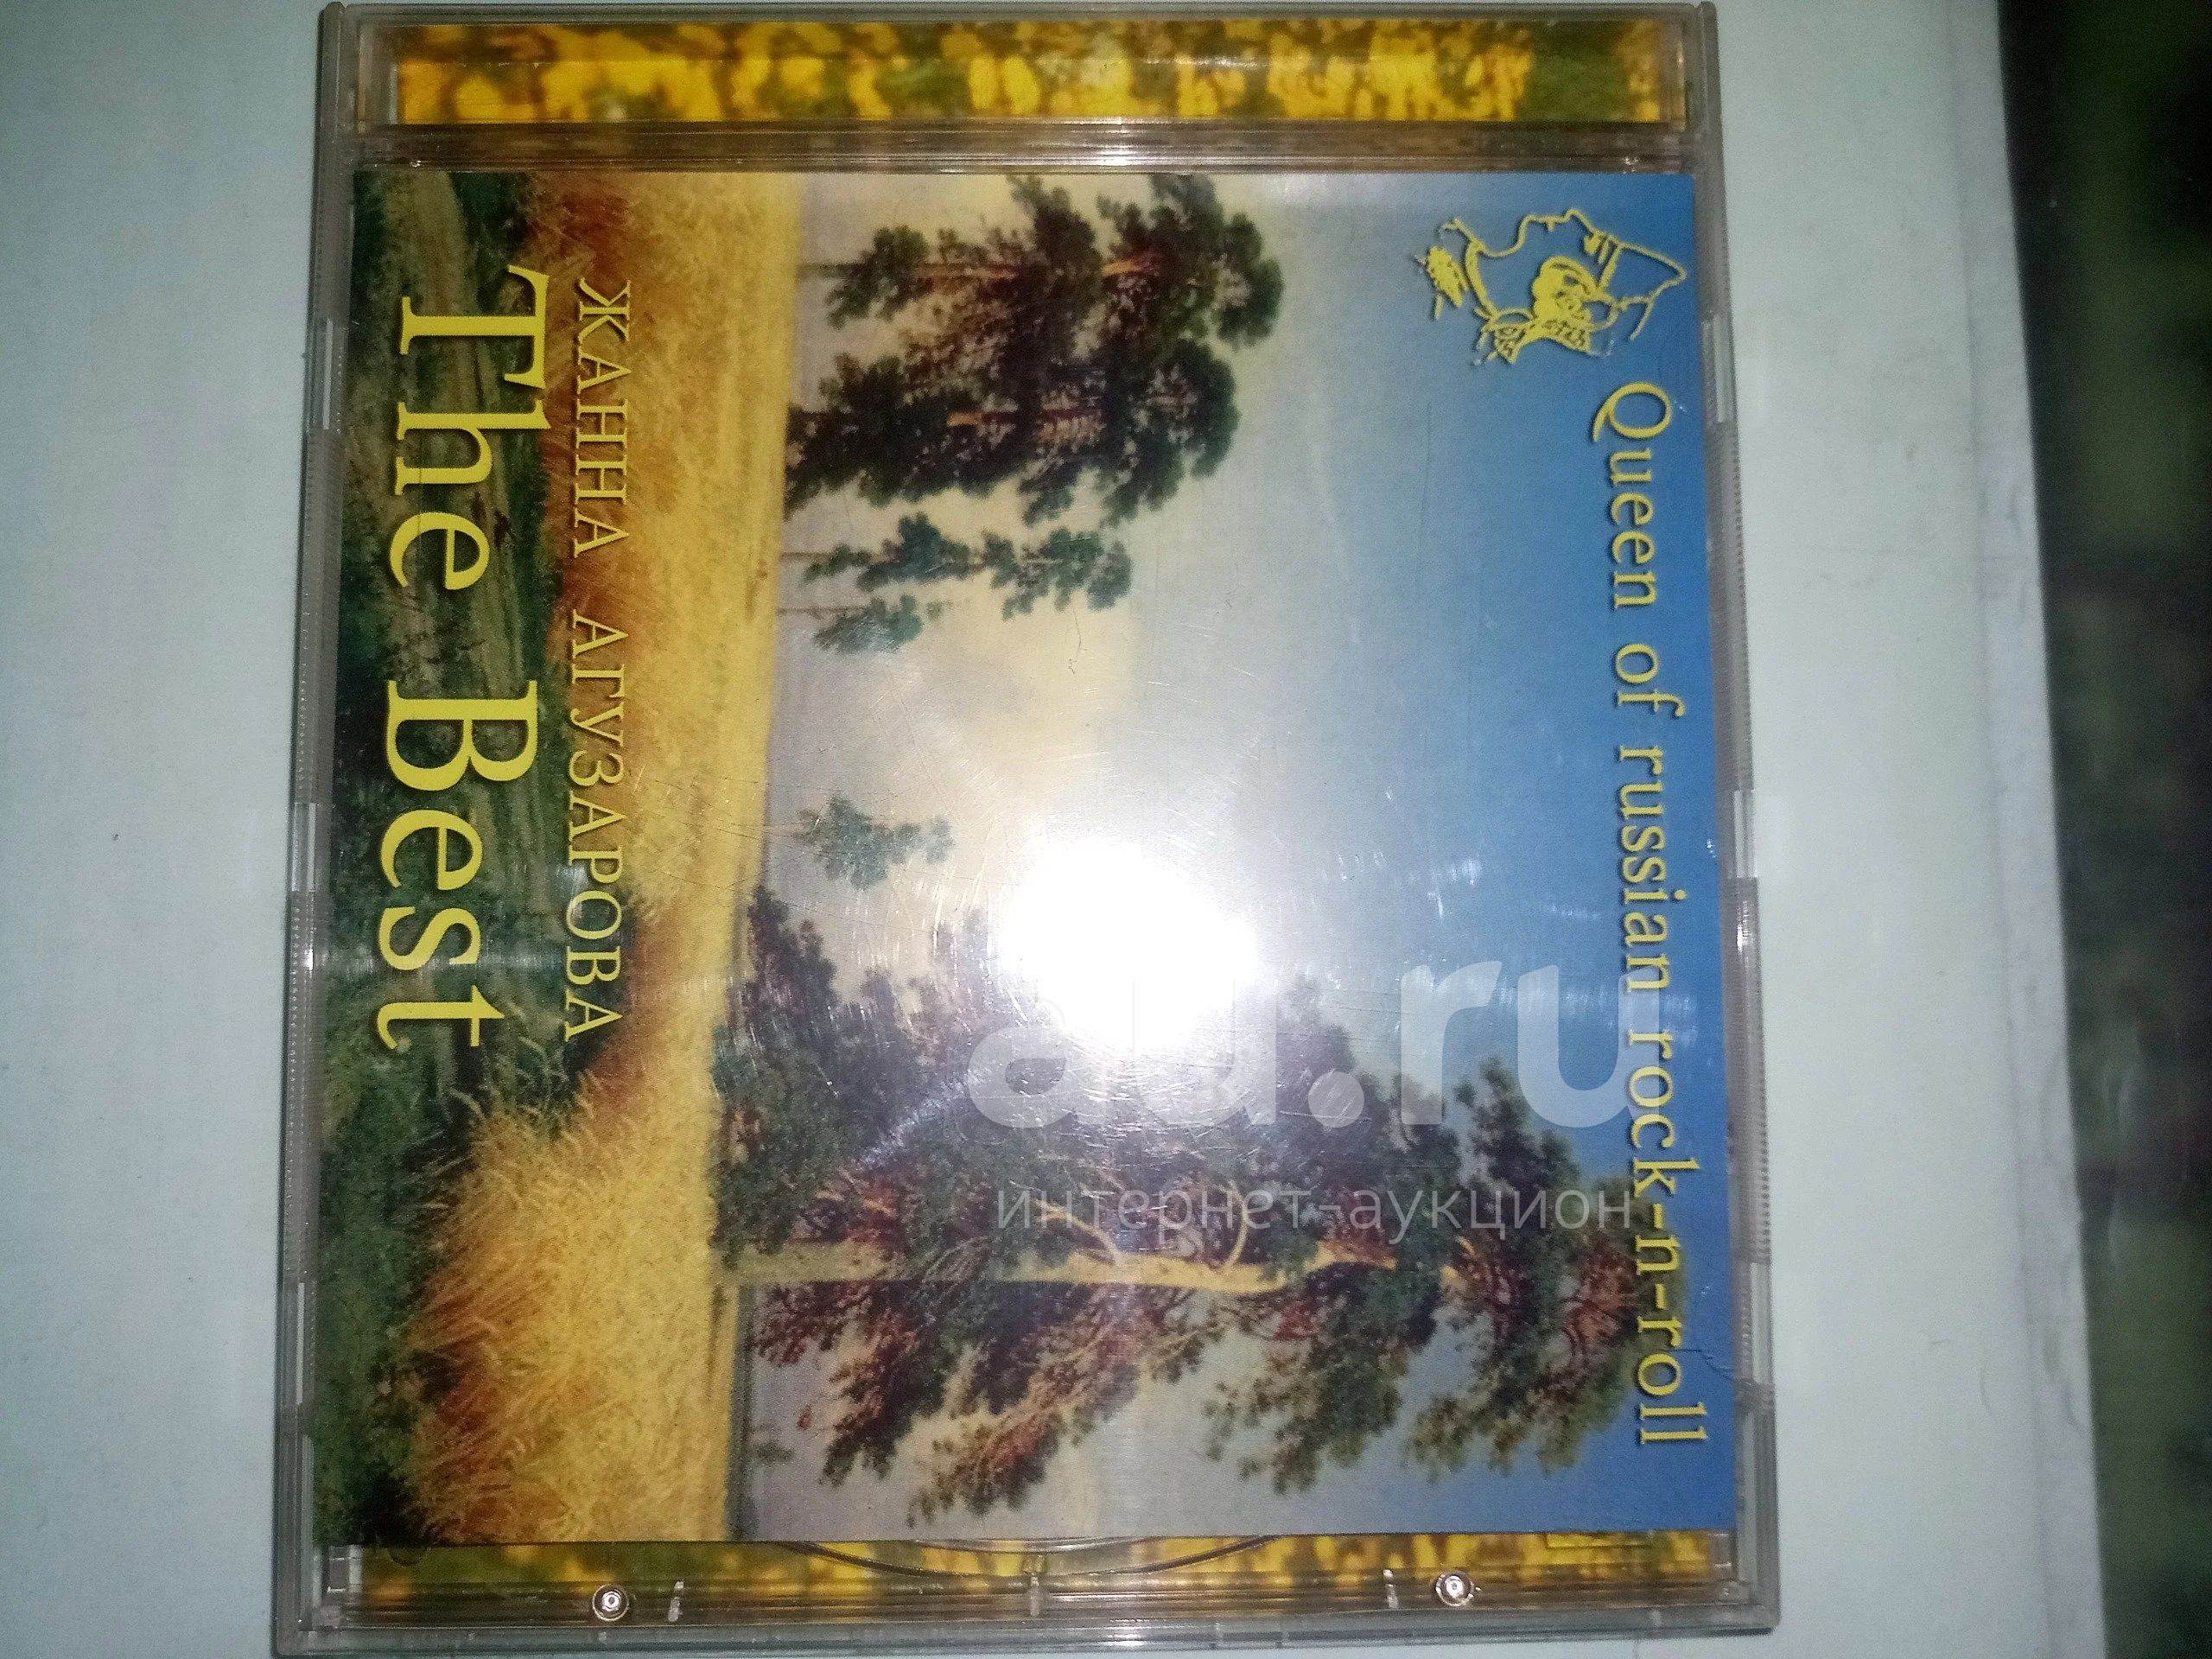 Queen of russian rock-n-roll
ЖАННА АГУЗАРОВА
The Best
au.ru
интернет-аукцион